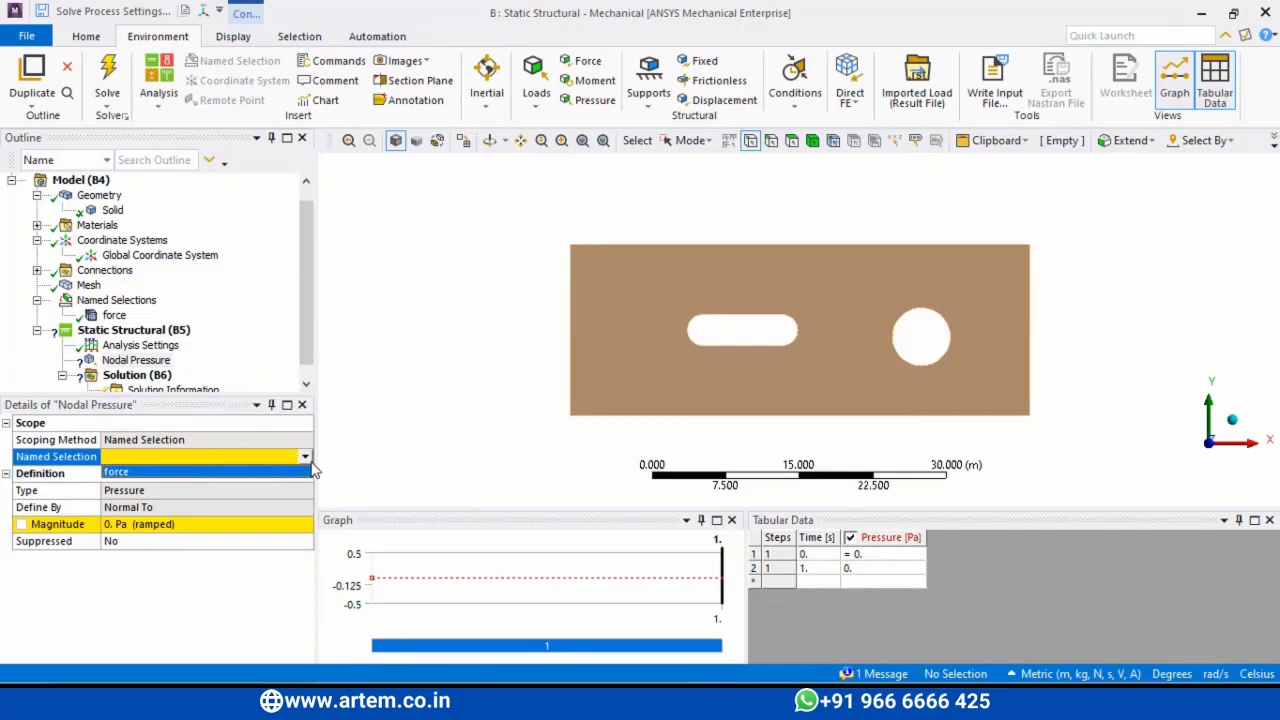 Solve Process Settings... Con...
B : Static Structural - Mechanical [ANSYS Mechanical Enterprise]
File Home Environment Display Selection Automation Quick Launch
Duplicate Outline
Solve Solver
Analysis
Named Selection
Coordinate System
Remote Point
Commands
Comment
Chart
Images
Section Plane
Annotation
Insert
Inertial
Loads
Force
Moment
Pressure
Supports
Fixed
Frictionless
Displacement
Conditions
Direct
FE
Structural
Imported Load
(Result File)
Write Input
File...
Export
Nastran File
.nas
Tools
Worksheet
Graph
Tabular
Data
Views
Outline
Name Search Outline
Select Mode Clipboard [ Empty ] Extend Select By
Model (B4)
Geometry
Solid
Materials
Coordinate Systems
Global Coordinate System
Connections
Mesh
Named Selections
force
Static Structural (B5)
Analysis Settings
Nodal Pressure
Solution (B6)
Solution Information
Details of "Nodal Pressure"
Scope
Scoping Method Named Selection
Named Selection
force
Definition
Type Pressure
Define By Normal To
Magnitude 0. Pa (ramped)
Suppressed No
Y
X
0.000 15.000 30.000 (m)
7.500 22.500
Graph
1.
0.5
-0.125
-0.5
1.
1
Tabular Data
Steps Time [s] Pressure [Pa]
1 1 0. = 0.
2 1 1. 0.
*
1 Message No Selection Metric (m, kg, N, s, V, A) Degrees rad/s Celsius
www.artem.co.in +91 966 6666 425